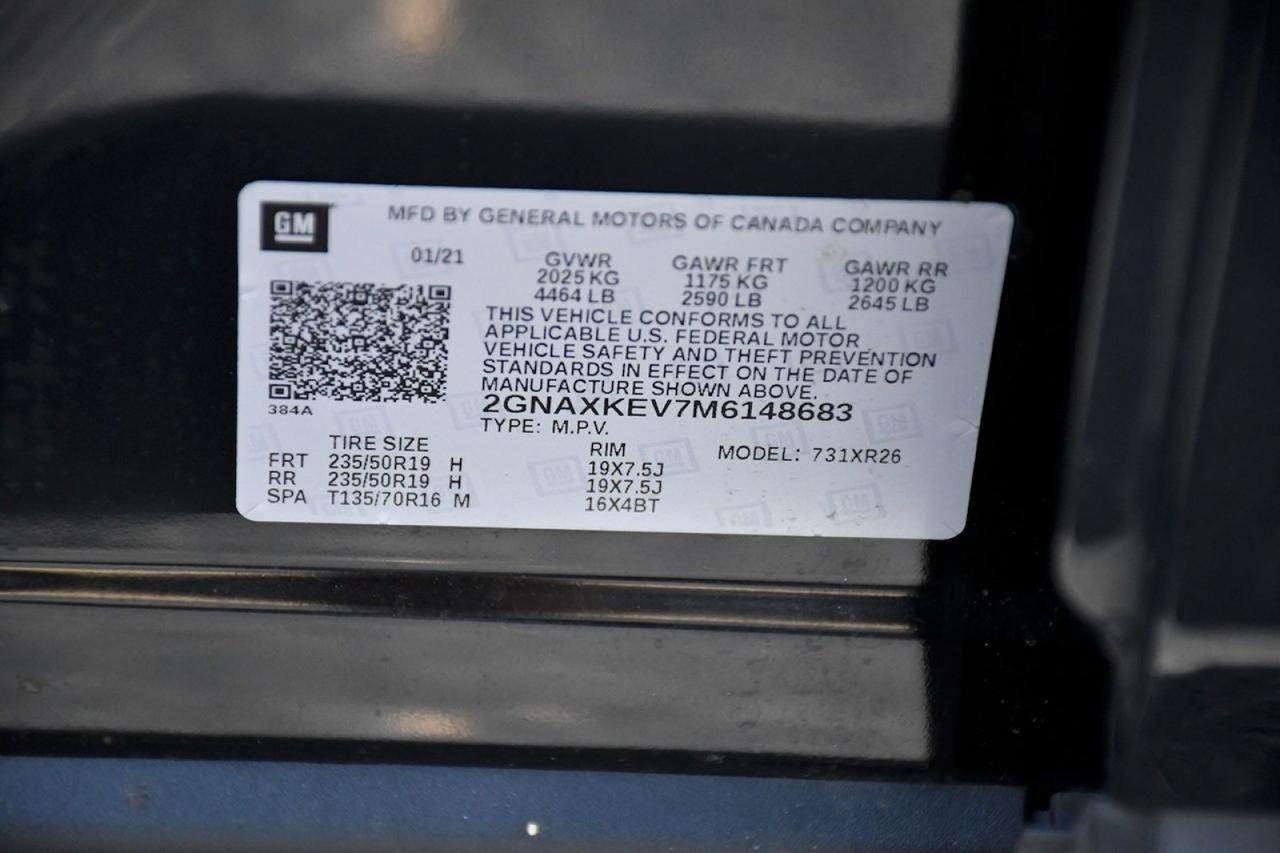 GM
MFD BY GENERAL MOTORS OF CANADA COMPANY
01/21
GVWR GAWR FRT GAWR RR
2025 KG 1175 KG 1200 KG
4464 LB 2590 LB 2645 LB
THIS VEHICLE CONFORMS TO ALL
APPLICABLE U.S. FEDERAL MOTOR
VEHICLE SAFETY AND THEFT PREVENTION
STANDARDS IN EFFECT ON THE DATE OF
MANUFACTURE SHOWN ABOVE.
384A
2GNAXKEV7M6148683
TYPE: M.P.V.
TIRE SIZE RIM MODEL: 731XR26
FRT 235/50R19 H 19X7.5J
RR 235/50R19 H 19X7.5J
SPA T135/70R16 M 16X4BT